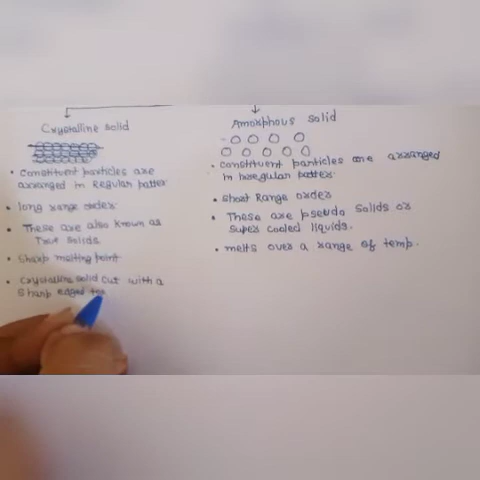 Crystalline solid
• Constituent particles are
arranged in Regular patter
• long range order
• These are also known as
True solids
• Sharp melting point
• Crystalline solid cut with a
sharp edged too
Amorphous solid
• Constituent particles are arranged
in irregular patter
• Short Range order
• These are pseudo solids or
super cooled liquids.
• melts over a range of temp.